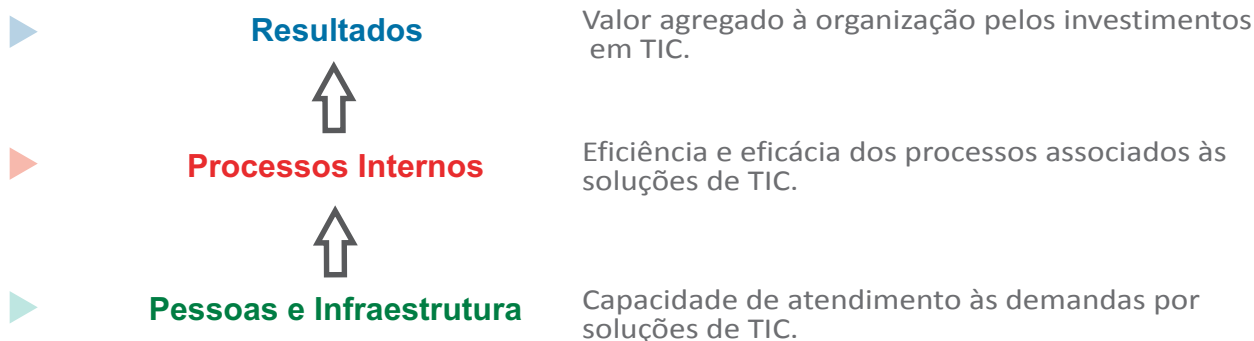 Resultados
Valor agregado à organização pelos investimentos
em TIC.
Processos Internos
Eficiência e eficácia dos processos associados às
soluções de TIC.
Pessoas e Infraestrutura
Capacidade de atendimento às demandas por
soluções de TIC.